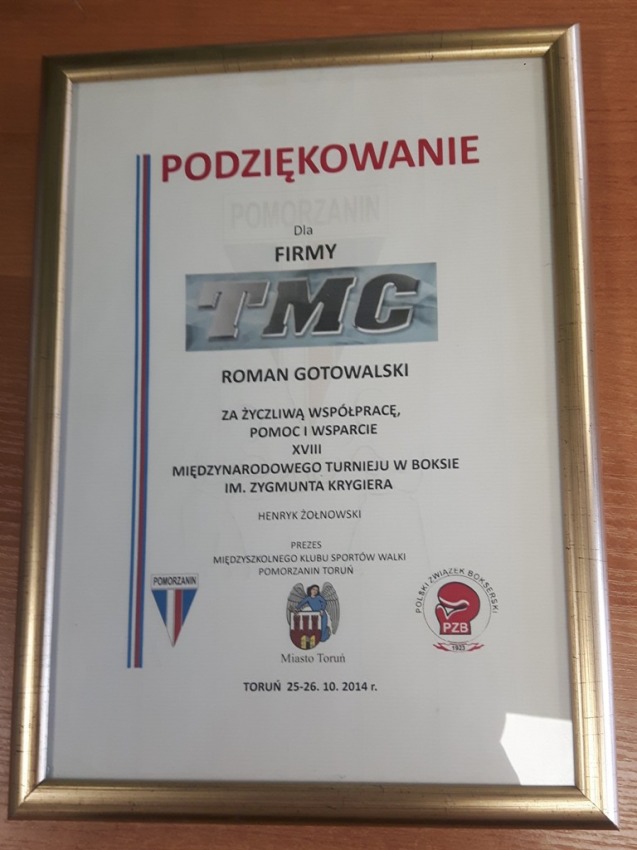 PODZIĘKOWANIE
POMORZANIN
Dla
FIRMY
TMC
ROMAN GOTOWALSKI
ZA ŻYCZLIWĄ WSPÓŁPRACĘ,
POMOC I WSPARCIE
XVIII
MIĘDZYNARODOWEGO TURNIEJU W BOKSIE
IM. ZYGMUNTA KRYGIERA
HENRYK ŻOŁNOWSKI
PREZES
MIĘDZYSZKOLNEGO KLUBU SPORTÓW WALKI
POMORZANIN TORUŃ
POMORZANIN
Miasto Toruń
POLSKI ZWIĄZEK BOKSERSKI
PZB
1923
TORUŃ 25-26. 10. 2014 r.